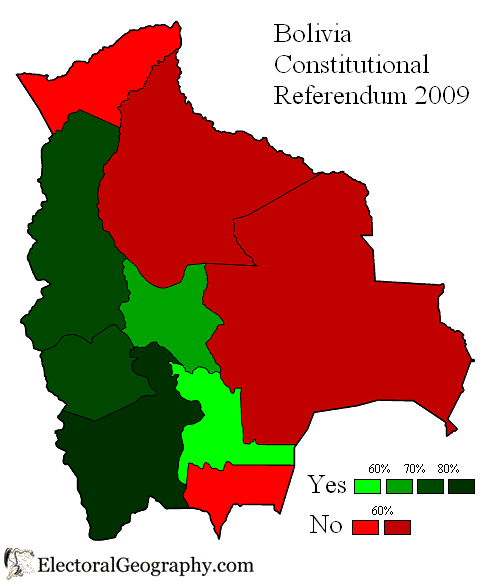 Bolivia
Constitutional
Referendum 2009
60% 70% 80%
Yes
60%
No
ElectoralGeography.com